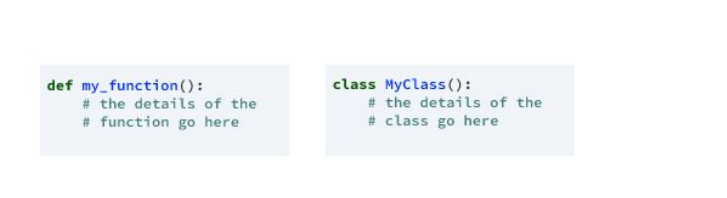 def my_function():
    # the details of the
    # function go here
class MyClass():
    # the details of the
    # class go here